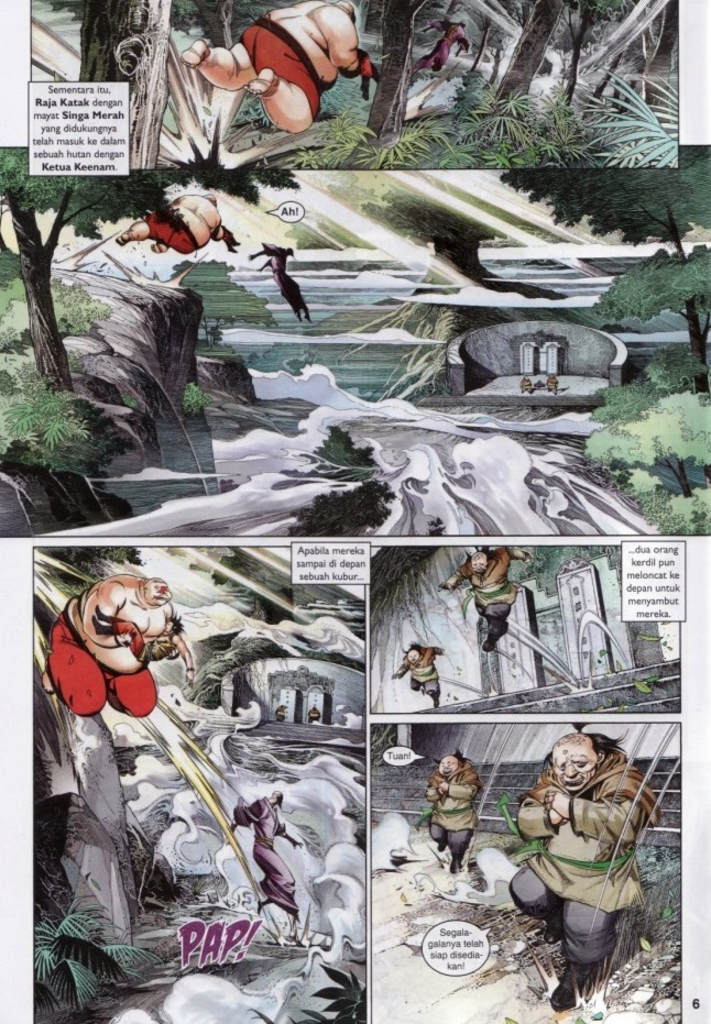 Sementara itu,
Raja Katak dengan
mayat Singa Merah
yang didukungnya
telah masuk ke dalam
sebuah hutan dengan
Ketua Keenam.
Ah!
Apabila mereka
sampai di depan
sebuah kubur...
PAP!
...dua orang
kerdil pun
meloncat ke
depan untuk
menyambut
mereka.
Tuan!
Segala-
galanya telah
siap disedia-
kan!
6